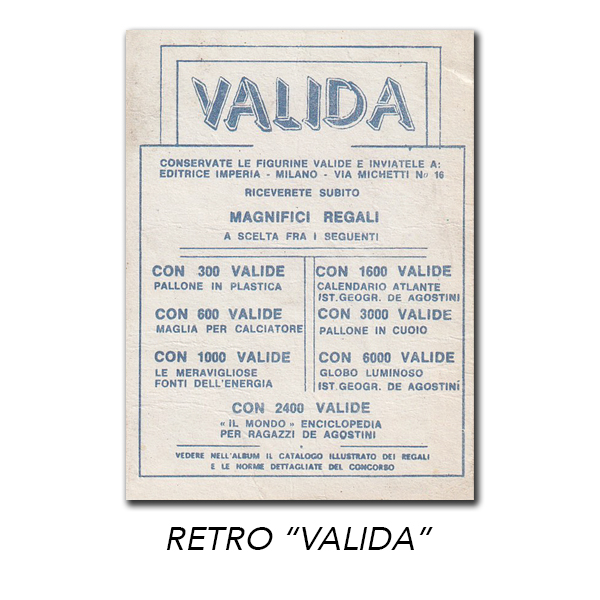 VALIDA
CONSERVATE LE FIGURINE VALIDE E INVIATELE A:
EDITRICE IMPERIA - MILANO - VIA MICHETTI No 16
RICEVERETE SUBITO
MAGNIFICI REGALI
A SCELTA FRA I SEGUENTI
CON 300 VALIDE
PALLONE IN PLASTICA
CON 600 VALIDE
MAGLIA PER CALCIATORE
CON 1000 VALIDE
LE MERAVIGLIOSE
FONTI DELL'ENERGIA
CON 1600 VALIDE
CALENDARIO ATLANTE
IST. GEOGR. DE AGOSTINI
CON 3000 VALIDE
PALLONE IN CUOIO
CON 6000 VALIDE
GLOBO LUMINOSO
IST. GEOGR. DE AGOSTINI
CON 2400 VALIDE
« IL MONDO » ENCICLOPEDIA
PER RAGAZZI DE AGOSTINI
VEDERE NELL'ALBUM IL CATALOGO ILLUSTRATO DEI REGALI
E LE NORME DETTAGLIATE DEL CONCORSO
RETRO “VALIDA”